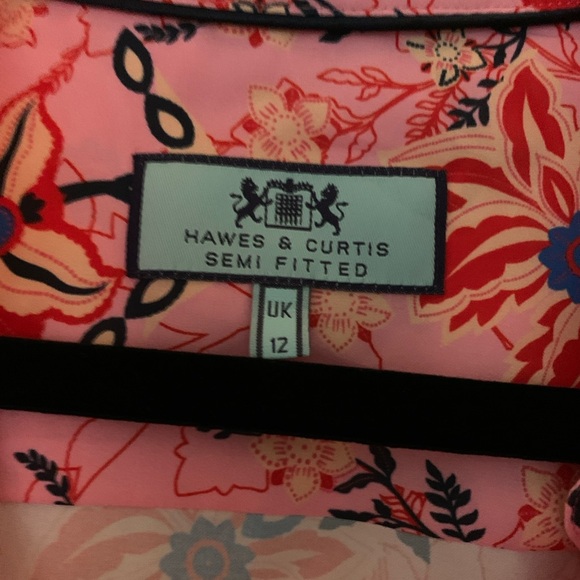 HAWES & CURTIS
SEMI FITTED
UK
12